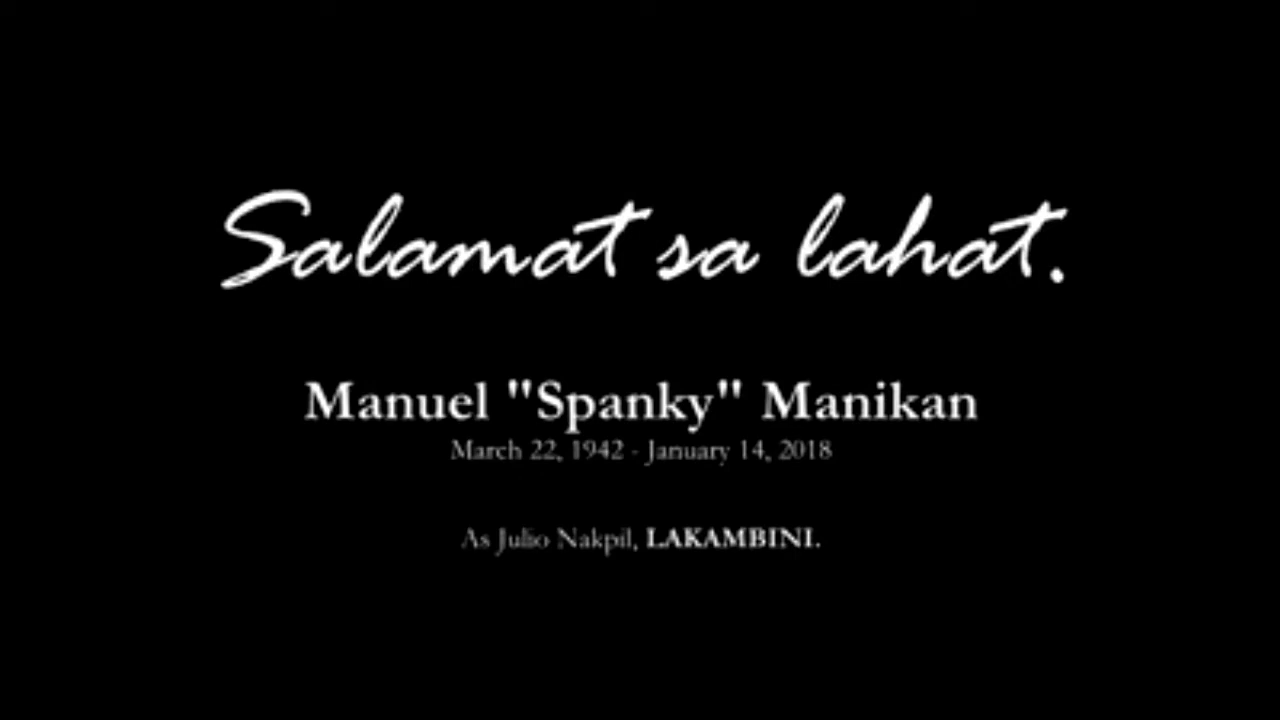 Salamat sa lahat.
Manuel "Spanky" Manikan
March 22, 1942 - January 14, 2018
As Julio Nakpil, LAKAMBINI.